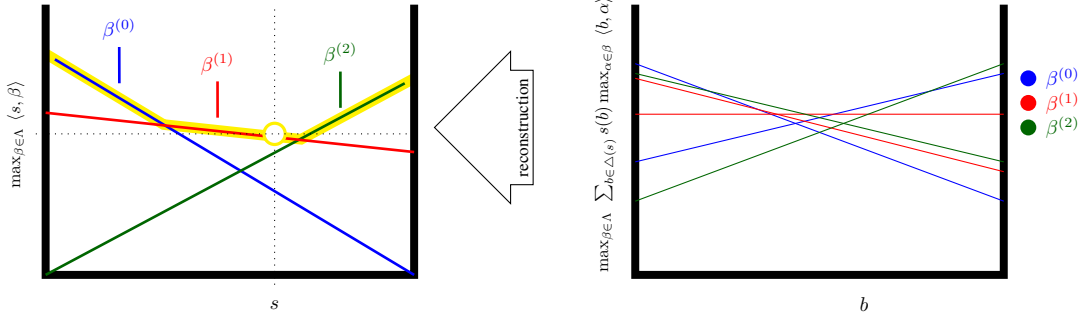 max_{β∈Λ} ⟨s, β⟩
β^{(0)}
β^{(1)}
β^{(2)}
s
reconstruction
max_{β∈Λ} ∑_{b∈△(s)} s(b) max_{α∈β} ⟨b, α⟩
b
β^{(0)}
β^{(1)}
β^{(2)}